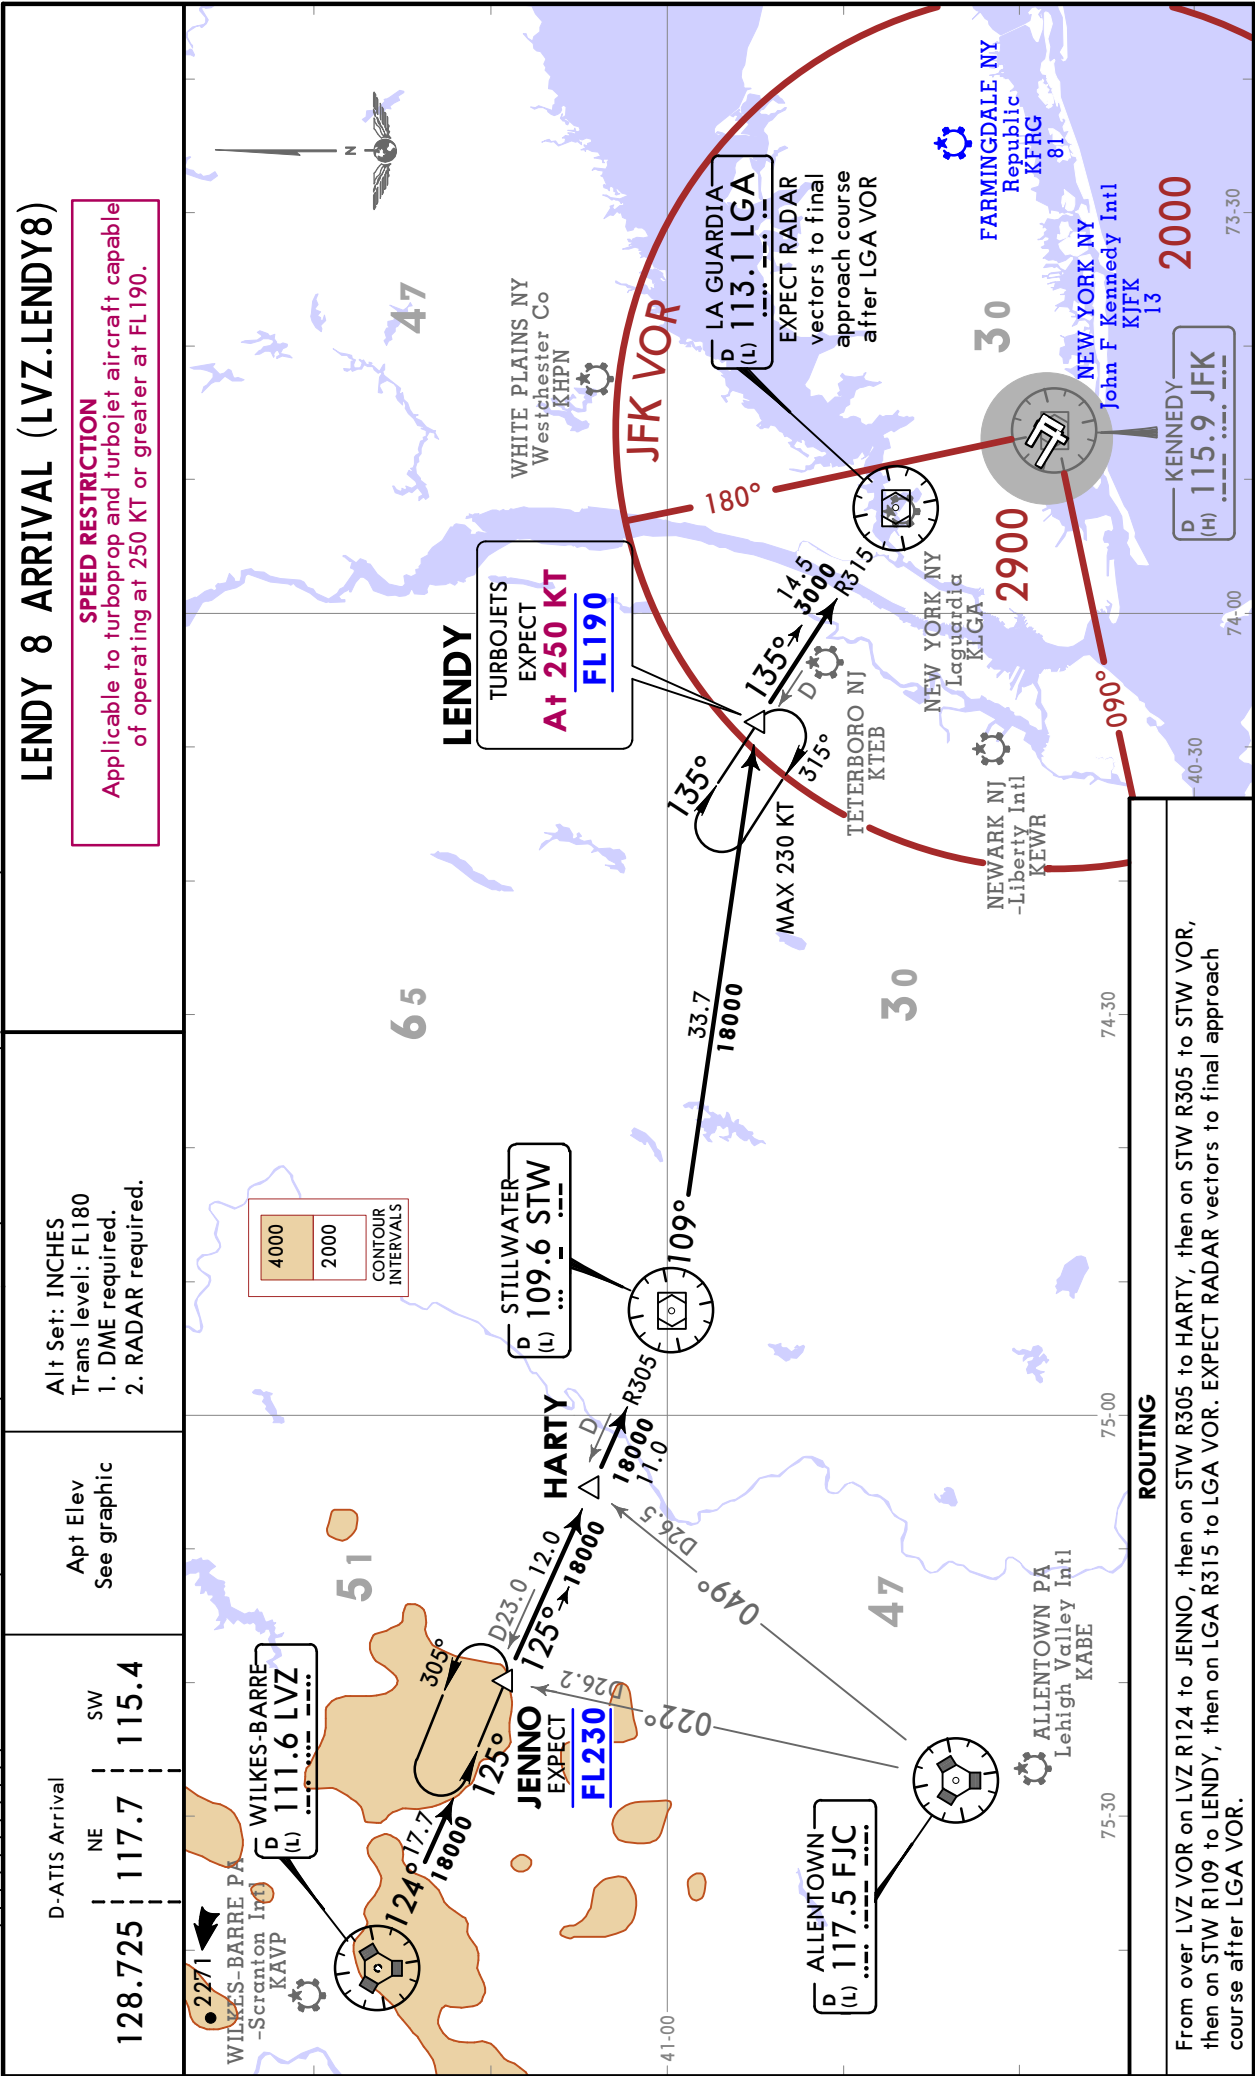 LENDY 8 ARRIVAL (LVZ.LENDY8)
SPEED RESTRICTION
Applicable to turboprop and turbojet aircraft capable
of operating at 250 KT or greater at FL190.
Alt Set: INCHES
Trans level: FL180
1. DME required.
2. RADAR required.
Apt Elev
See graphic
D-ATIS Arrival
128.725
NE
117.7
SW
115.4
2271
WILKES-BARRE PA
-Scranton Intl
KAVP
D
(L)
WILKES-BARRE
111.6 LVZ
124°
17.7
18000
125°
305°
JENNO
EXPECT
FL230
D23.0
12.0
125°
18000
51
HARTY
D
R305
18000
11.0
D26.2
022°
D26.5
049°
47
ALLENTOWN PA
Lehigh Valley Intl
KABE
D
(L)
ALLENTOWN
117.5 FJC
4000
2000
CONTOUR
INTERVALS
D
(L)
STILLWATER
109.6 STW
109°
33.7
18000
65
30
LENDY
TURBOJETS
EXPECT
At 250 KT
FL190
135°
315°
MAX 230 KT
135°
14.5
3000
R315
D
TETERBORO NJ
KTEB
NEWARK NJ
-Liberty Intl
KEWR
NEW YORK NY
Laguardia
KLGA
WHITE PLAINS NY
Westchester Co
KHPN
47
N
JFK VOR
180°
090°
2900
2000
30
D
(L)
LA GUARDIA
113.1 LGA
EXPECT RADAR
vectors to final
approach course
after LGA VOR
FARMINGDALE NY
Republic
KFRG
81
NEW YORK NY
John F Kennedy Intl
KJFK
13
D
(H)
KENNEDY
115.9 JFK
41-00
40-30
75-30
75-00
74-30
74-00
73-30
ROUTING
From over LVZ VOR on LVZ R124 to JENNO, then on STW R305 to HARTY, then on STW R305 to STW VOR,
then on STW R109 to LENDY, then on LGA R315 to LGA VOR. EXPECT RADAR vectors to final approach
course after LGA VOR.